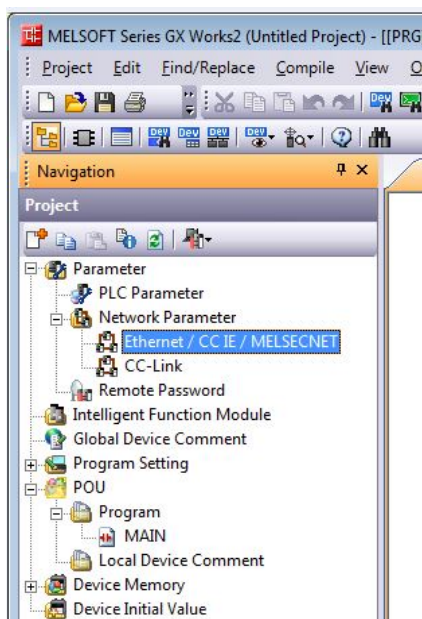 MELSOFT Series GX Works2 (Untitled Project) - [[PRG
Project Edit Find/Replace Compile View O
Navigation
Project
Parameter
PLC Parameter
Network Parameter
Ethernet / CC IE / MELSECNET
CC-Link
Remote Password
Intelligent Function Module
Global Device Comment
Program Setting
POU
Program
MAIN
Local Device Comment
Device Memory
Device Initial Value